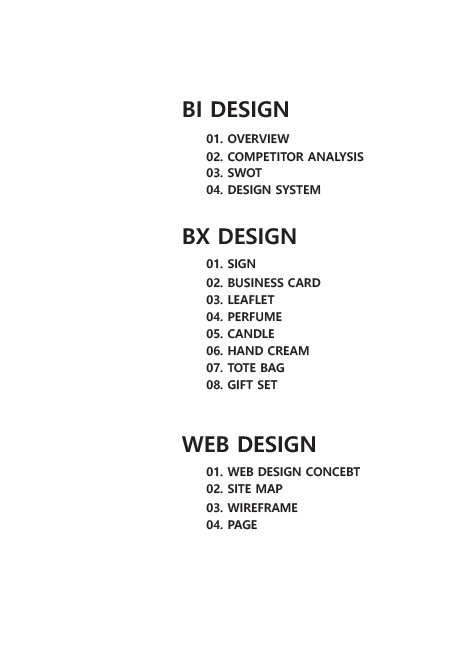 BI DESIGN
01. OVERVIEW
02. COMPETITOR ANALYSIS
03. SWOT
04. DESIGN SYSTEM
BX DESIGN
01. SIGN
02. BUSINESS CARD
03. LEAFLET
04. PERFUME
05. CANDLE
06. HAND CREAM
07. TOTE BAG
08. GIFT SET
WEB DESIGN
01. WEB DESIGN CONCEBT
02. SITE MAP
03. WIREFRAME
04. PAGE